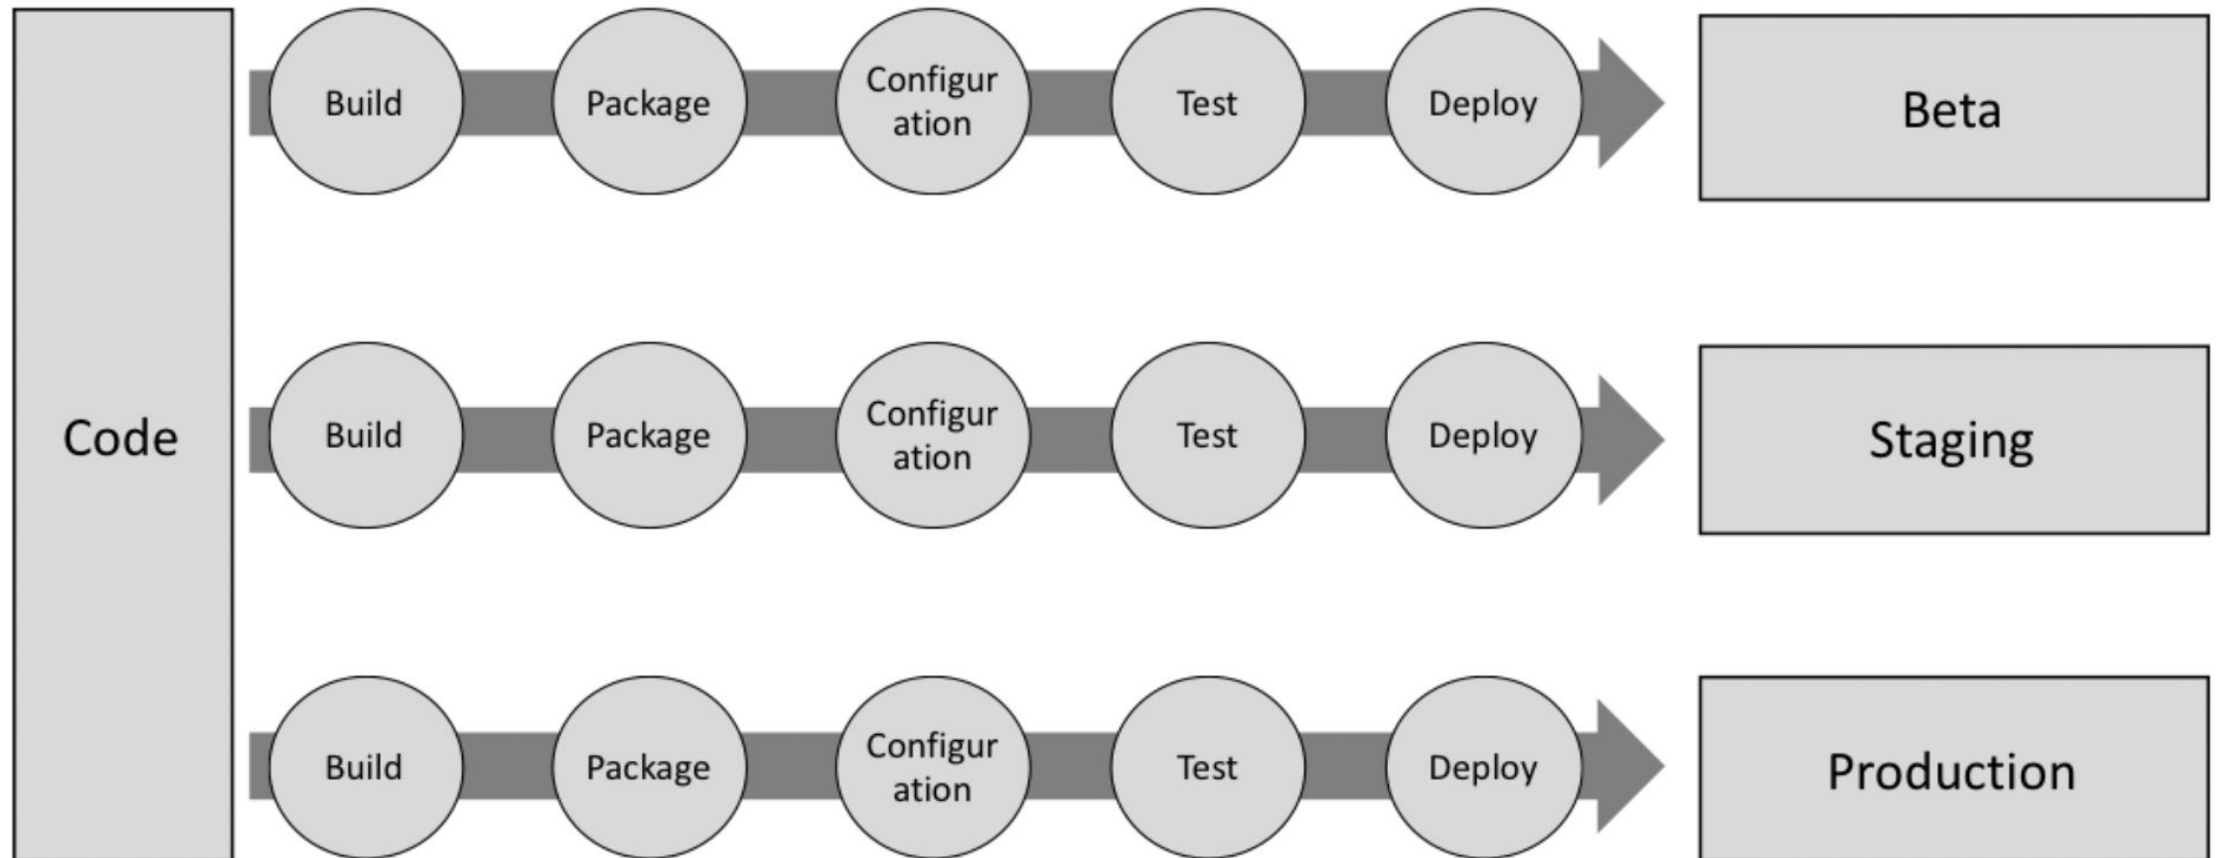 Code
Build
Package
Configur
ation
Test
Deploy
Beta
Build
Package
Configur
ation
Test
Deploy
Staging
Build
Package
Configur
ation
Test
Deploy
Production